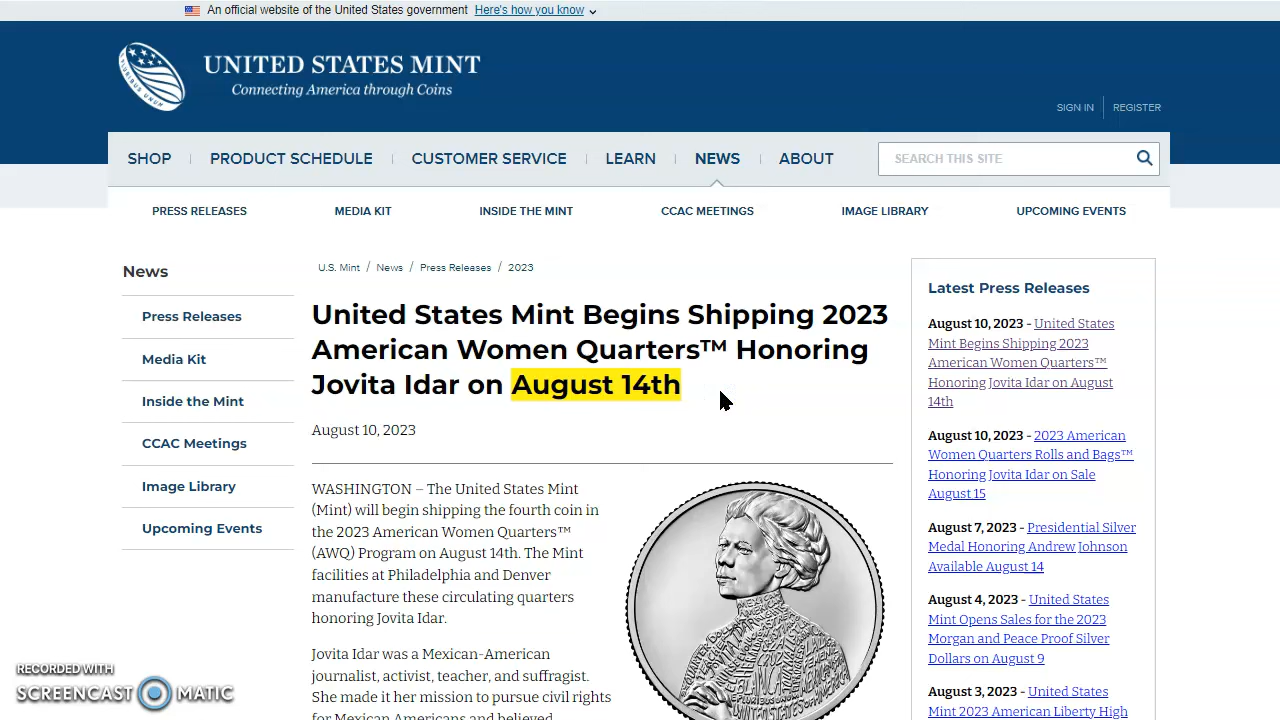 An official website of the United States government Here's how you know
UNITED STATES MINT
Connecting America through Coins
SIGN IN REGISTER
SHOP PRODUCT SCHEDULE CUSTOMER SERVICE LEARN NEWS ABOUT SEARCH THIS SITE
PRESS RELEASES MEDIA KIT INSIDE THE MINT CCAC MEETINGS IMAGE LIBRARY UPCOMING EVENTS
News
Press Releases
Media Kit
Inside the Mint
CCAC Meetings
Image Library
Upcoming Events
U.S. Mint / News / Press Releases / 2023
United States Mint Begins Shipping 2023
American Women Quarters™ Honoring
Jovita Idar on August 14th
August 10, 2023
WASHINGTON – The United States Mint
(Mint) will begin shipping the fourth coin in
the 2023 American Women Quarters™
(AWQ) Program on August 14th. The Mint
facilities at Philadelphia and Denver
manufacture these circulating quarters
honoring Jovita Idar.
Jovita Idar was a Mexican-American
journalist, activist, teacher, and suffragist.
She made it her mission to pursue civil rights
for Mexican Americans and believed
Latest Press Releases
August 10, 2023 - United States
Mint Begins Shipping 2023
American Women Quarters™
Honoring Jovita Idar on August
14th
August 10, 2023 - 2023 American
Women Quarters Rolls and Bags™
Honoring Jovita Idar on Sale
August 15
August 7, 2023 - Presidential Silver
Medal Honoring Andrew Johnson
Available August 14
August 4, 2023 - United States
Mint Opens Sales for the 2023
Morgan and Peace Proof Silver
Dollars on August 9
August 3, 2023 - United States
Mint 2023 American Liberty High
RECORDED WITH
SCREENCAST MATIC